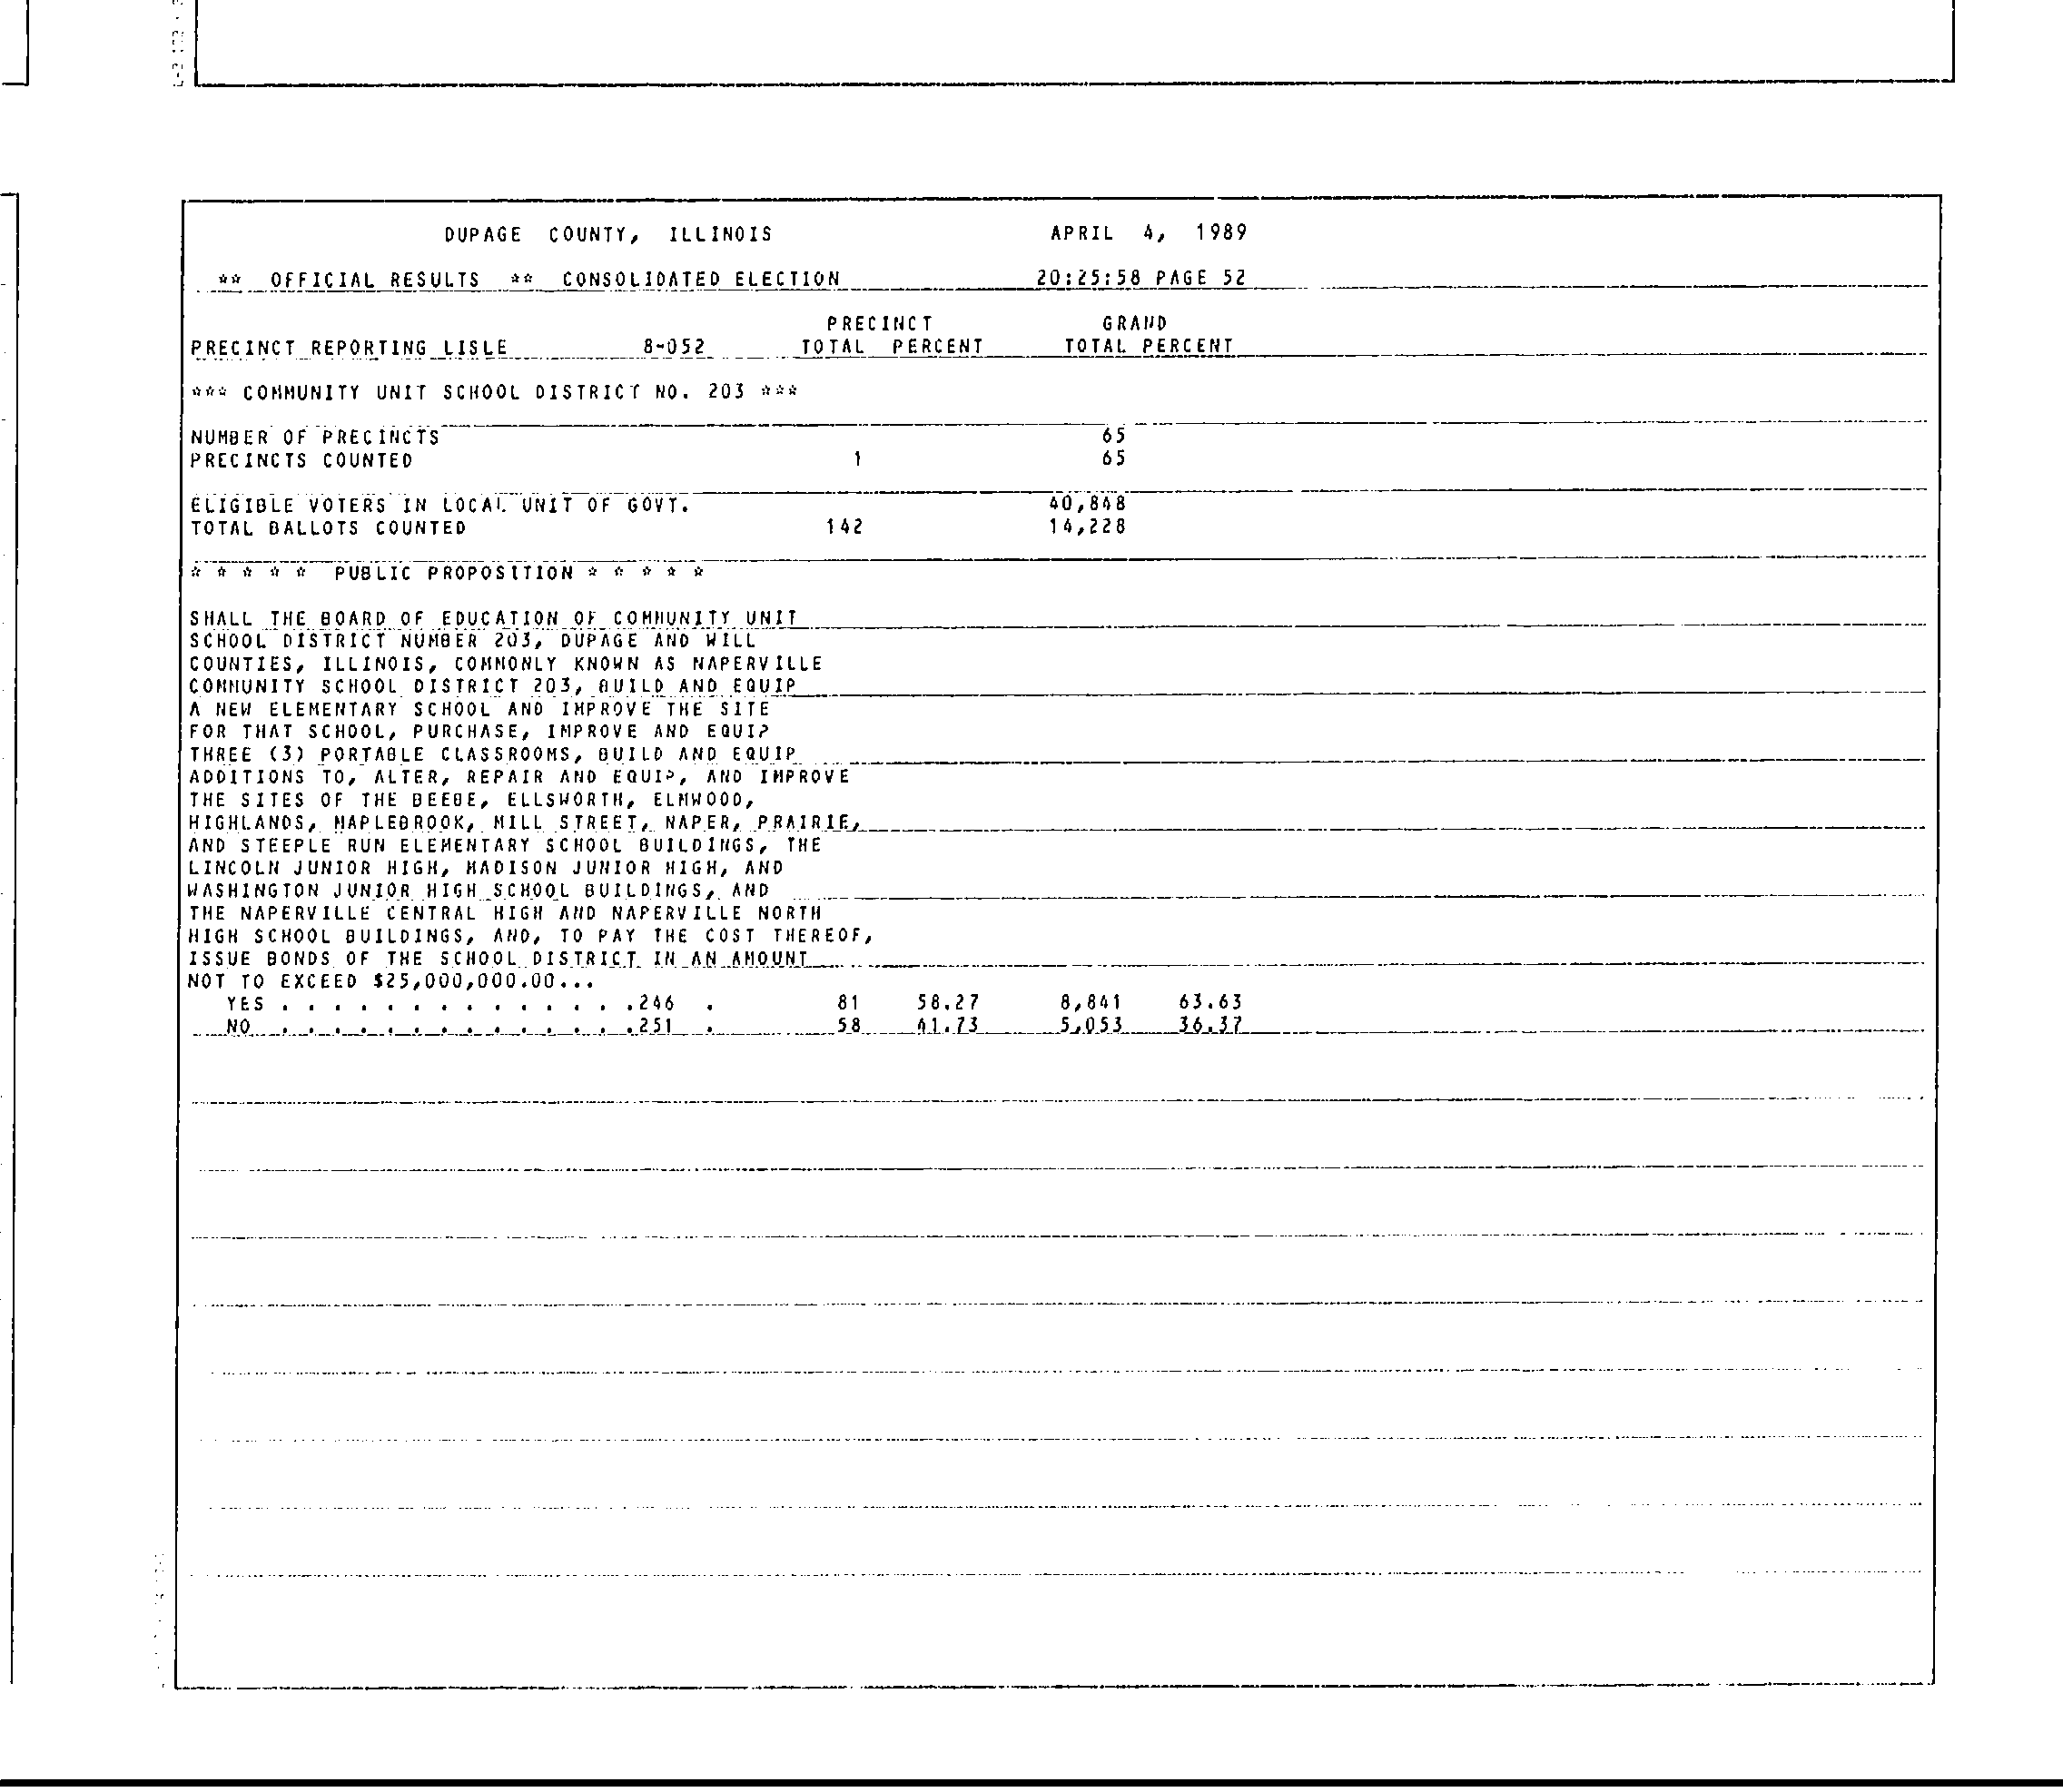 DUPAGE COUNTY, ILLINOIS APRIL 4, 1989
** OFFICIAL RESULTS ** CONSOLIDATED ELECTION 20:25:58 PAGE 52
PRECINCT GRAND
PRECINCT REPORTING LISLE 8-052 TOTAL PERCENT TOTAL PERCENT
*** COMMUNITY UNIT SCHOOL DISTRICT NO. 203 ***
NUMBER OF PRECINCTS 65
PRECINCTS COUNTED 1 65
ELIGIBLE VOTERS IN LOCAL UNIT OF GOVT.
TOTAL BALLOTS COUNTED 142 14,228
* * * * * PUBLIC PROPOSITION * * * * *
SHALL THE BOARD OF EDUCATION OF COMMUNITY UNIT
SCHOOL DISTRICT NUMBER 203, DUPAGE AND WILL
COUNTIES, ILLINOIS, COMMONLY KNOWN AS NAPERVILLE
COMMUNITY SCHOOL DISTRICT 203, BUILD AND EQUIP
A NEW ELEMENTARY SCHOOL AND IMPROVE THE SITE
FOR THAT SCHOOL, PURCHASE, IMPROVE AND EQUIP
THREE (3) PORTABLE CLASSROOMS, BUILD AND EQUIP
ADDITIONS TO, ALTER, REPAIR AND EQUIP, AND IMPROVE
THE SITES OF THE BEEBE, ELLSWORTH, ELMWOOD,
HIGHLANDS, MAPLEBROOK, MILL STREET, NAPER, PRAIRIE,
AND STEEPLE RUN ELEMENTARY SCHOOL BUILDINGS, THE
LINCOLN JUNIOR HIGH, MADISON JUNIOR HIGH, AND
WASHINGTON JUNIOR HIGH SCHOOL BUILDINGS, AND
THE NAPERVILLE CENTRAL HIGH AND NAPERVILLE NORTH
HIGH SCHOOL BUILDINGS, AND, TO PAY THE COST THEREOF,
ISSUE BONDS OF THE SCHOOL DISTRICT IN AN AMOUNT
NOT TO EXCEED $25,000,000.00...
YES . . . . . . . . . . . . . .246 . 81 58.27 8,841 63.63
NO . . . . . . . . . . . . . .251 . 58 41.73 5,053 36.37